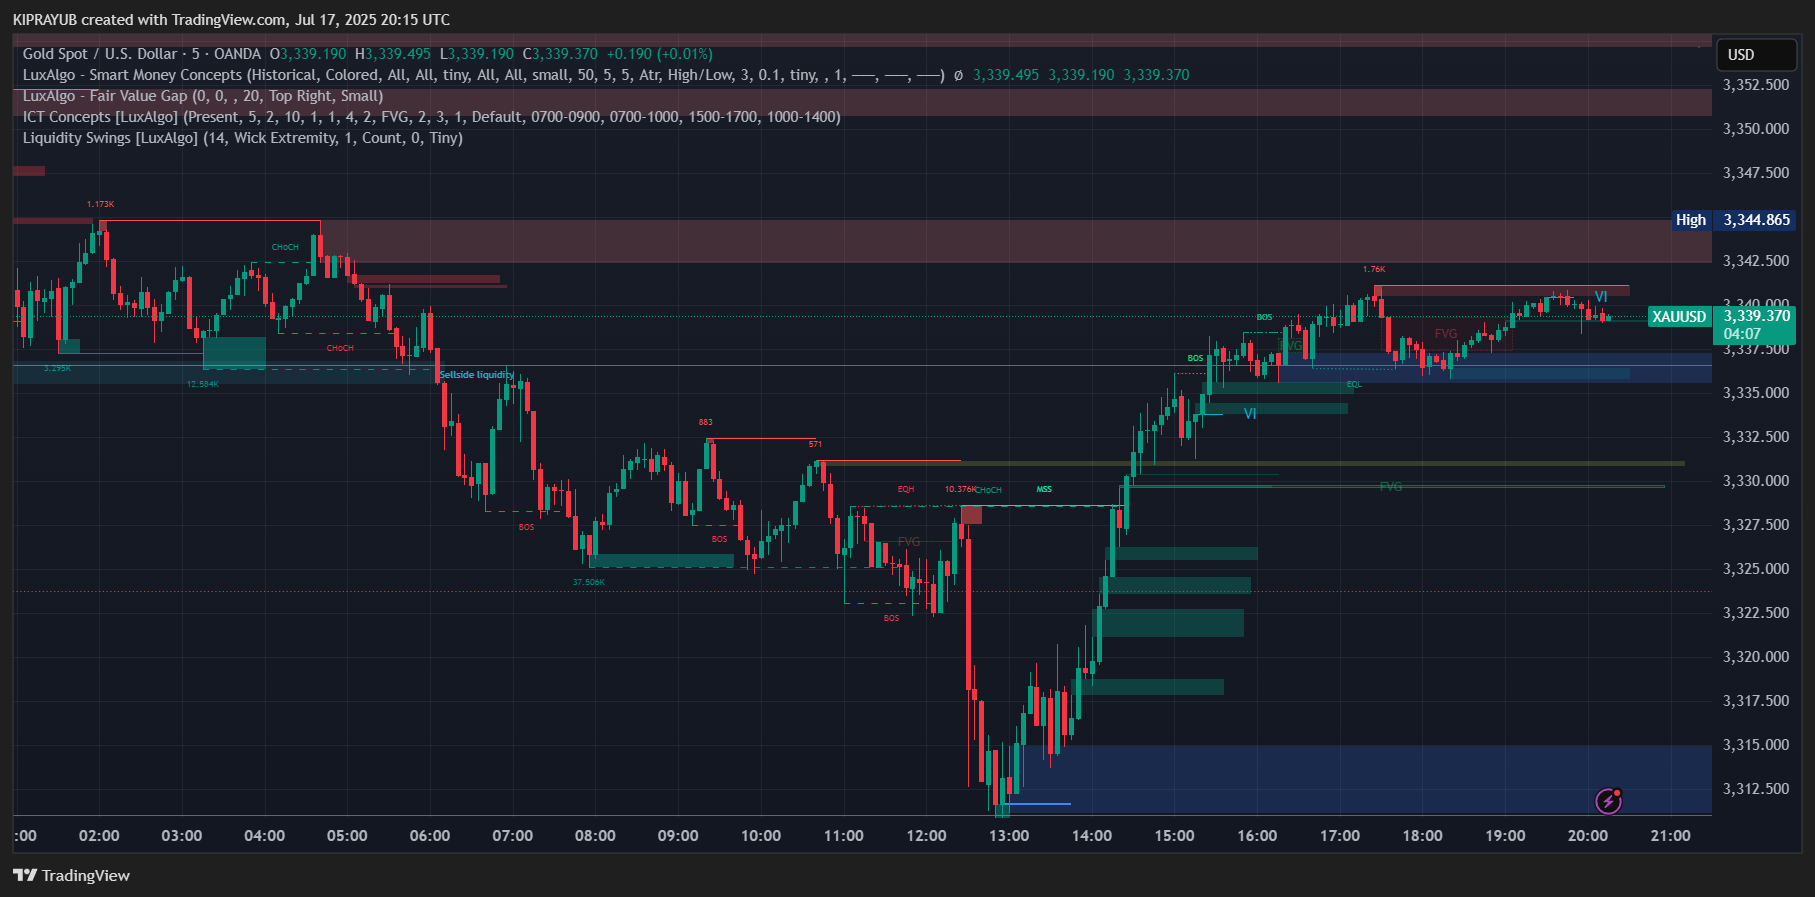 KIPRAYUB created with TradingView.com, Jul 17, 2025 20:15 UTC
Gold Spot / U.S. Dollar · 5 · OANDA O3,339.190 H3,339.495 L3,339.190 C3,339.370 +0.190 (+0.01%)
LuxAlgo - Smart Money Concepts (Historical, Colored, All, All, tiny, All, All, small, 50, 5, 5, Atr, High/Low, 3, 0.1, tiny, , 1, ──, ──, ──) ø 3,339.495 3,339.190 3,339.370
LuxAlgo - Fair Value Gap (0, 0, , 20, Top Right, Small)
ICT Concepts [LuxAlgo] (Present, 5, 2, 10, 1, 1, 4, 2, FVG, 2, 3, 1, Default, 0700-0900, 0700-1000, 1500-1700, 1000-1400)
Liquidity Swings [LuxAlgo] (14, Wick Extremity, 1, Count, 0, Tiny)
USD
3,352.500
3,350.000
3,347.500
1.173K
High 3,344.865
CHoCH
3,342.500
1.76K
VI
3,340.000
BOS
XAUUSD 3,339.370
04:07
FVG
FVG
CHoCH
3,337.500
BOS
3.295K
Sellside liquidity
12.584K
EQL
3,335.000
VI
883
3,332.500
571
3,330.000
EQH
10.376K
CHoCH
MSS
FVG
BOS
3,327.500
BOS
FVG
3,325.000
37.506K
3,322.500
BOS
3,320.000
3,317.500
3,315.000
3,312.500
:00 02:00 03:00 04:00 05:00 06:00 07:00 08:00 09:00 10:00 11:00 12:00 13:00 14:00 15:00 16:00 17:00 18:00 19:00 20:00 21:00
TradingView